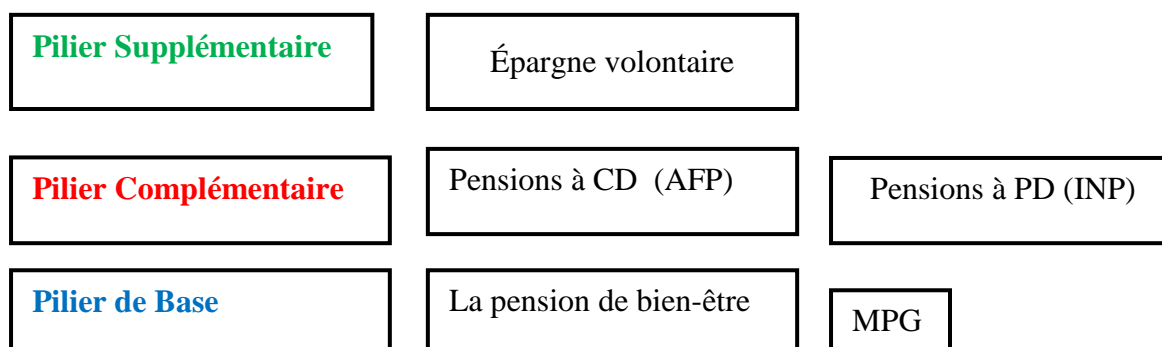 Pilier Supplémentaire
Épargne volontaire
Pilier Complémentaire
Pensions à CD (AFP)
Pensions à PD (INP)
Pilier de Base
La pension de bien-être
MPG